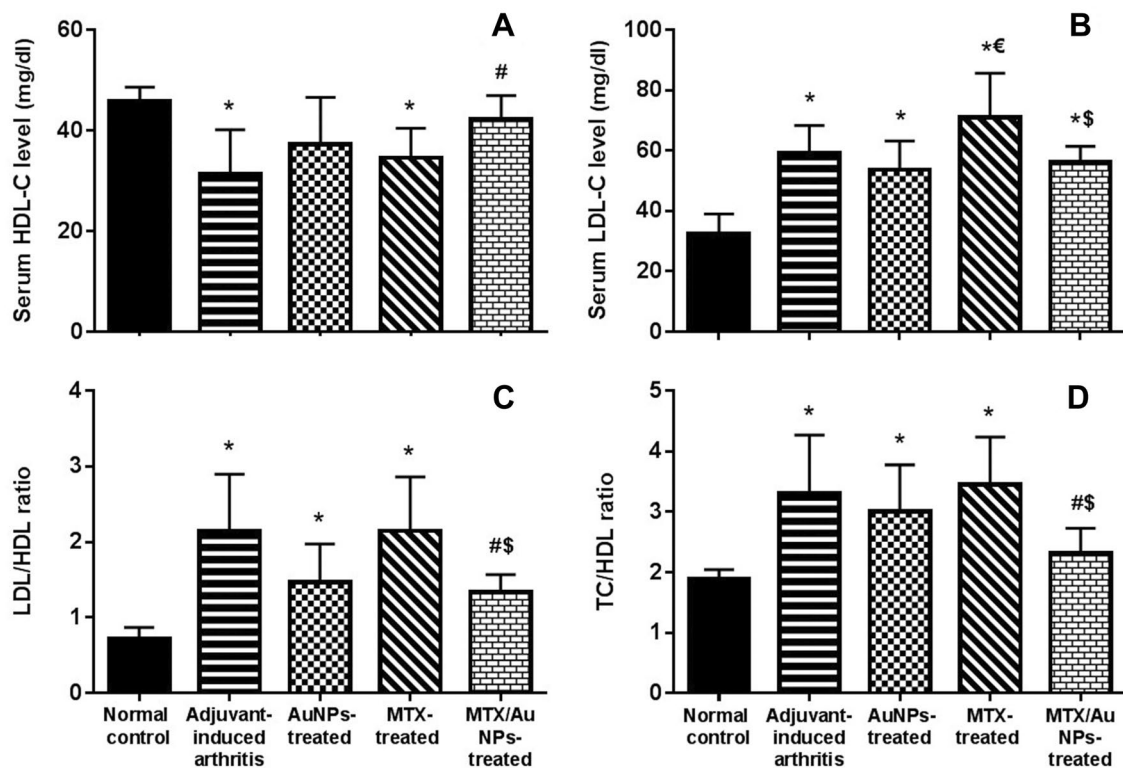 A
Serum HDL-C level (mg/dl)
60
40
20
0
*
*
#
B
Serum LDL-C level (mg/dl)
100
80
60
40
20
0
*
*
*€
*$
C
LDL/HDL ratio
4
3
2
1
0
*
*
*
#$
Normal
control
Adjuvant-
induced
arthritis
AuNPs-
treated
MTX-
treated
MTX/Au
NPs-
treated
D
TC/HDL ratio
5
4
3
2
1
0
*
*
*
#$
Normal
control
Adjuvant-
induced
arthritis
AuNPs-
treated
MTX-
treated
MTX/Au
NPs-
treated